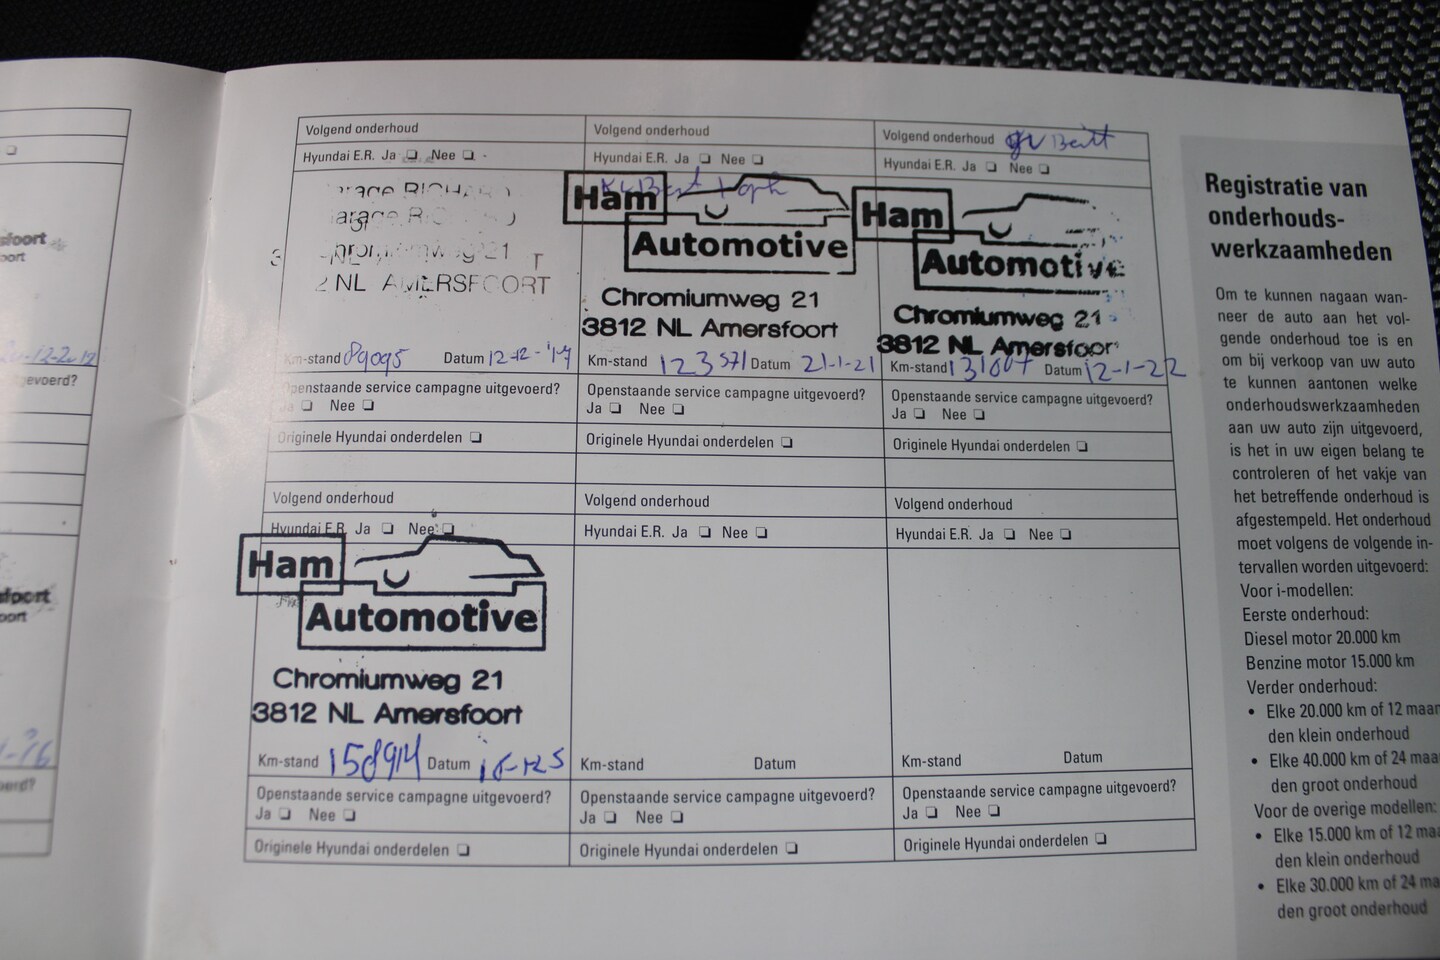 sfoort
oort
gevoerd?
sfoort
oort
-'16
oerd?
Volgend onderhoud
Hyundai E.R. Ja ❏ Nee ❏
arage RICHARD
3812 NL AMERSFOORT
Km-stand 89095 Datum 12-12-'19
Openstaande service campagne uitgevoerd?
Ja ❏ Nee ❏
Originele Hyundai onderdelen ❏
Volgend onderhoud
Hyundai E.R. Ja ❏ Nee ❏
Ham
Automotive
Chromiumweg 21
3812 NL Amersfoort
Km-stand 123571 Datum 21-1-21
Openstaande service campagne uitgevoerd?
Ja ❏ Nee ❏
Originele Hyundai onderdelen ❏
Volgend onderhoud
Hyundai E.R. Ja ❏ Nee ❏
Ham
Automotive
Chromiumweg 21
3812 NL Amersfoort
Km-stand 131007 Datum 12-1-22
Openstaande service campagne uitgevoerd?
Ja ❏ Nee ❏
Originele Hyundai onderdelen ❏
Volgend onderhoud
Hyundai E.R. Ja ❏ Nee ❏
Ham
Automotive
Chromiumweg 21
3812 NL Amersfoort
Km-stand 158914 Datum
Openstaande service campagne uitgevoerd?
Ja ❏ Nee ❏
Originele Hyundai onderdelen ❏
Volgend onderhoud
Hyundai E.R. Ja ❏ Nee ❏
Km-stand Datum
Openstaande service campagne uitgevoerd?
Ja ❏ Nee ❏
Originele Hyundai onderdelen ❏
Volgend onderhoud
Hyundai E.R. Ja ❏ Nee ❏
Km-stand Datum
Openstaande service campagne uitgevoerd?
Ja ❏ Nee ❏
Originele Hyundai onderdelen ❏
Registratie van
onderhouds-
werkzaamheden
Om te kunnen nagaan wan-
neer de auto aan het vol-
gende onderhoud toe is en
om bij verkoop van uw auto
te kunnen aantonen welke
onderhoudswerkzaamheden
aan uw auto zijn uitgevoerd,
is het in uw eigen belang te
controleren of het vakje van
het betreffende onderhoud is
afgestempeld. Het onderhoud
moet volgens de volgende in-
tervallen worden uitgevoerd:
Voor i-modellen:
Eerste onderhoud:
Diesel motor 20.000 km
Benzine motor 15.000 km
Verder onderhoud:
• Elke 20.000 km of 12 maan
den klein onderhoud
• Elke 40.000 km of 24 maa
den groot onderhoud
Voor de overige modellen:
• Elke 15.000 km of 12 maa
den klein onderhoud
• Elke 30.000 km of 24 ma
den groot onderhoud